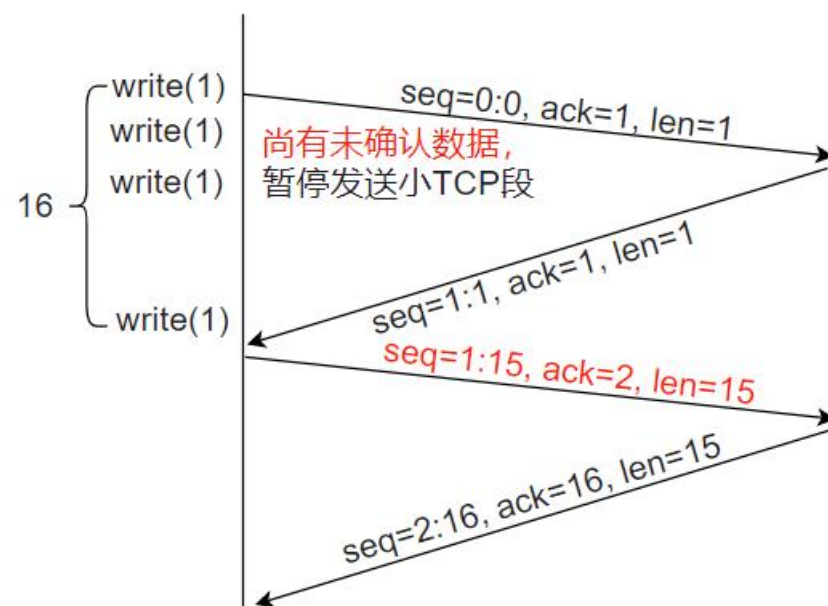 write(1)
seq=0:0, ack=1, len=1
write(1)
尚有未确认数据，
write(1)
暂停发送小TCP段
16
write(1)
seq=1:1, ack=1, len=1
seq=1:15, ack=2, len=15
seq=2:16, ack=16, len=15